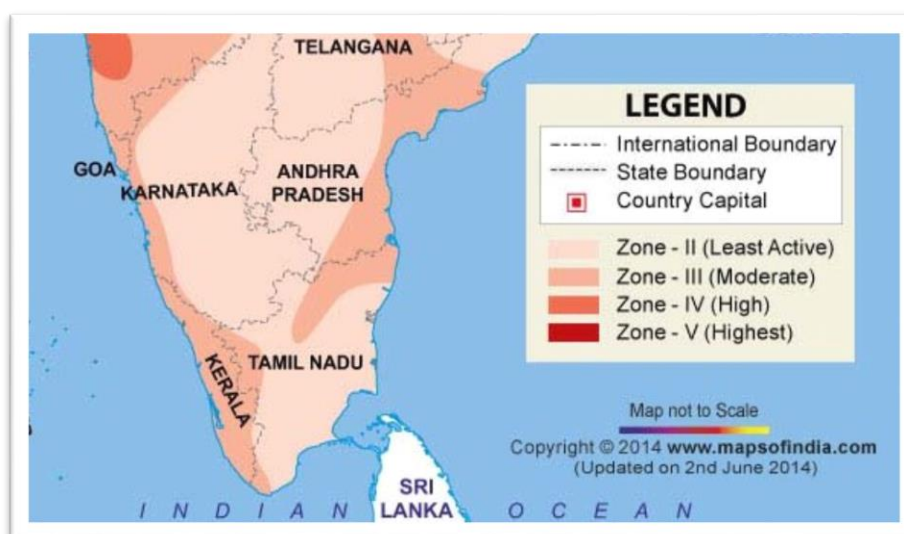 TELANGANA
GOA
KARNATAKA
ANDHRA
PRADESH
KERALA
TAMIL NADU
SRI
LANKA
INDIAN OCEAN
LEGEND
International Boundary
State Boundary
Country Capital
Zone - II (Least Active)
Zone - III (Moderate)
Zone - IV (High)
Zone - V (Highest)
Map not to Scale
Copyright © 2014 www.mapsofindia.com
(Updated on 2nd June 2014)